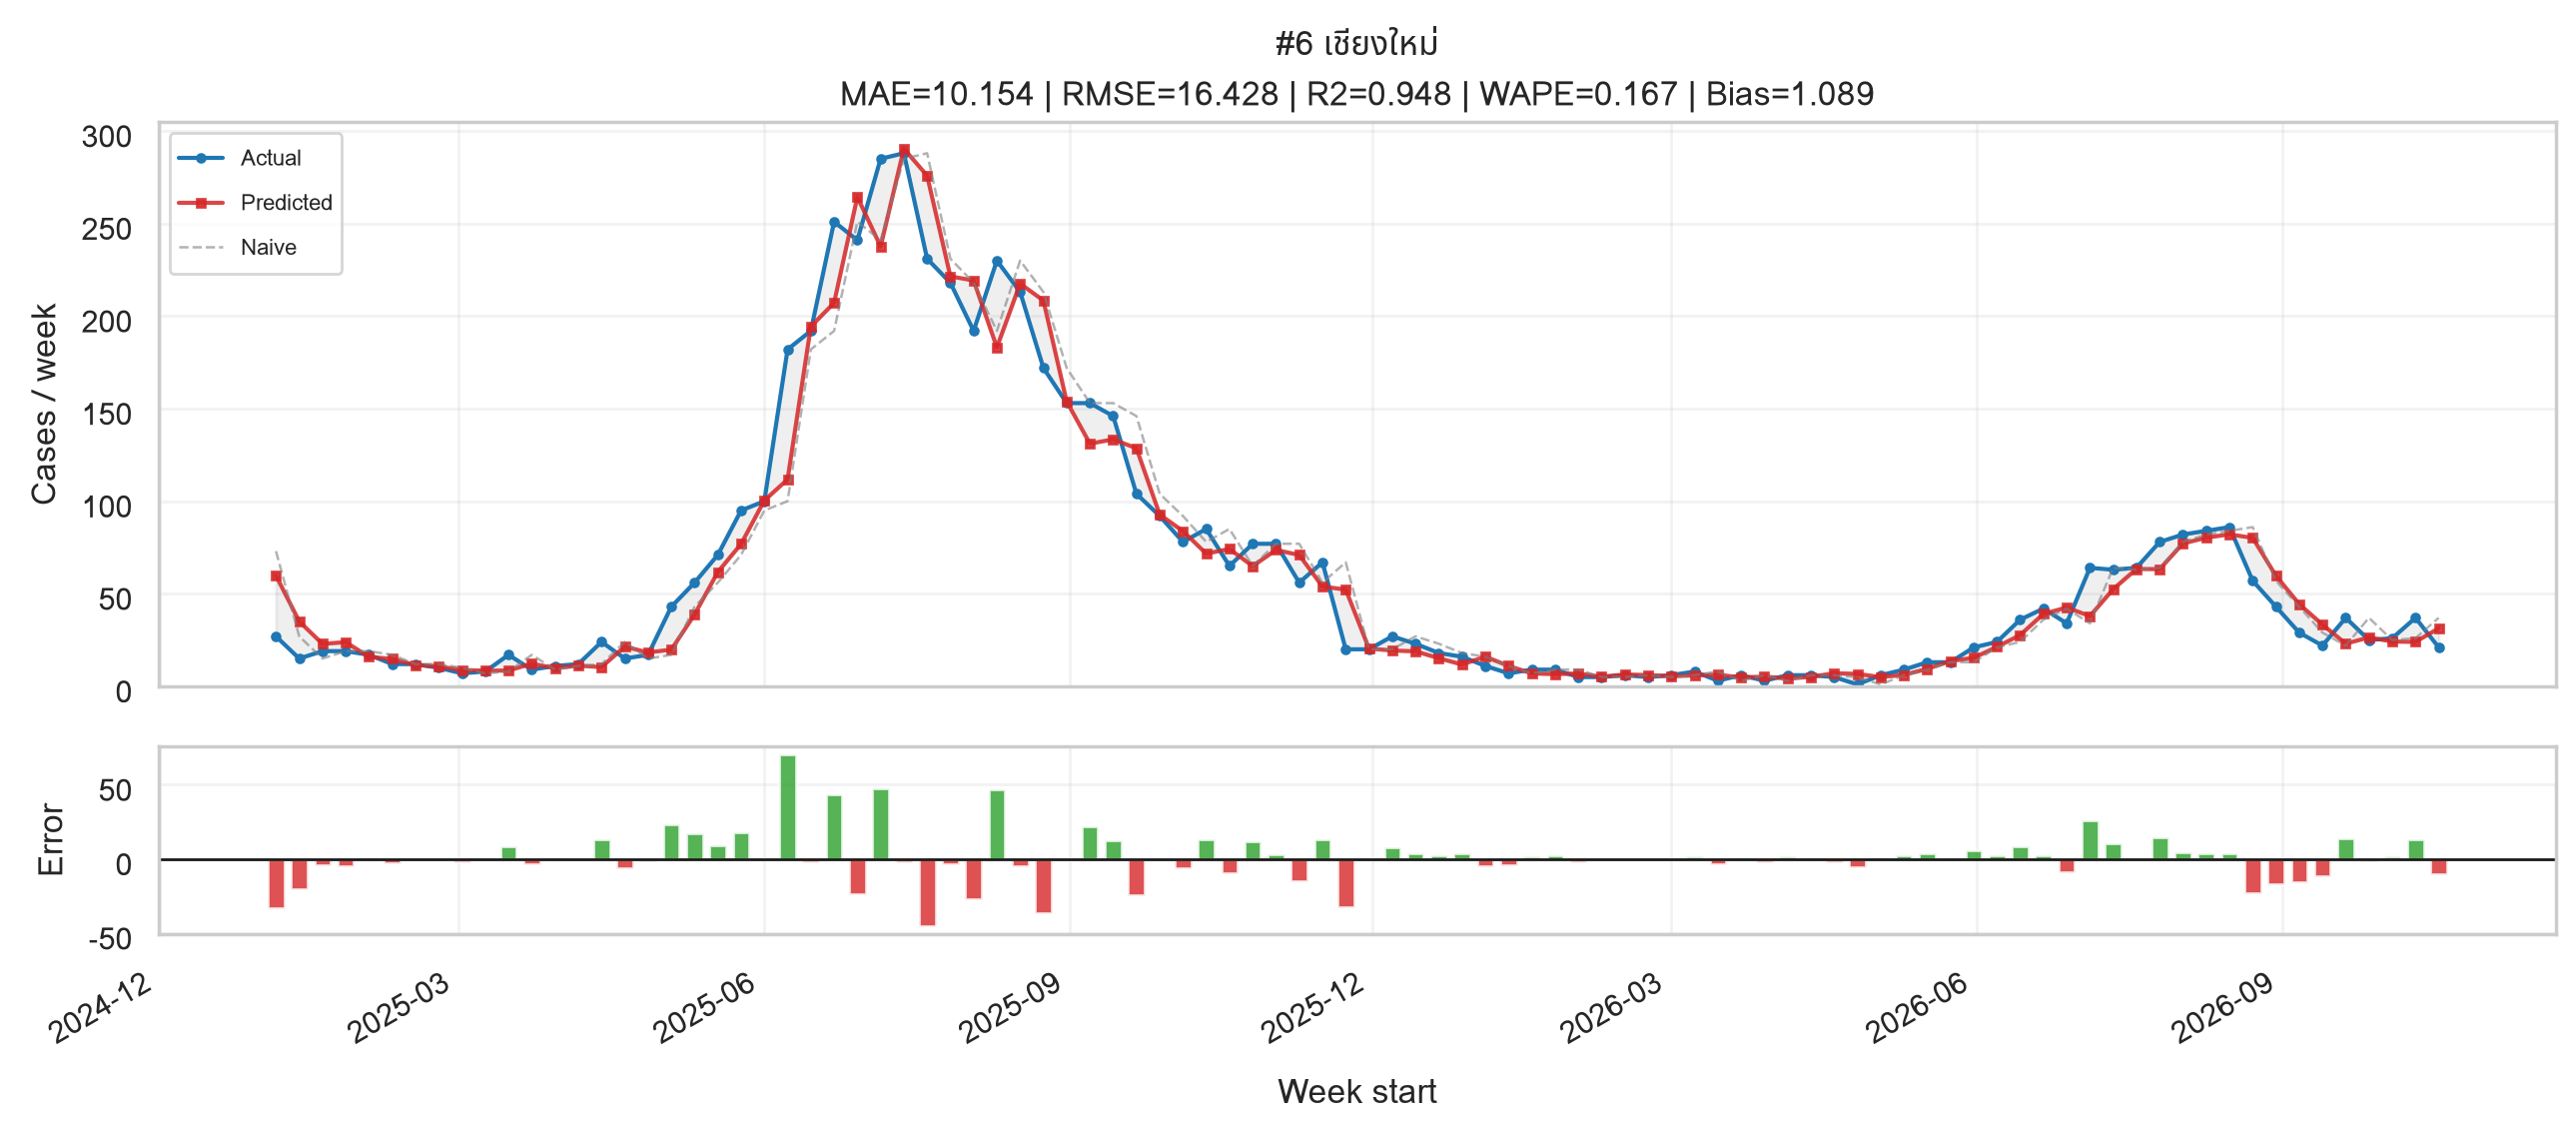 #6 เชียงใหม่
MAE=10.154 | RMSE=16.428 | R2=0.948 | WAPE=0.167 | Bias=1.089
Actual
Predicted
Naive
300
250
200
150
100
50
0
Cases / week
50
0
-50
Error
2024-12
2025-03
2025-06
2025-09
2025-12
2026-03
2026-06
2026-09
Week start